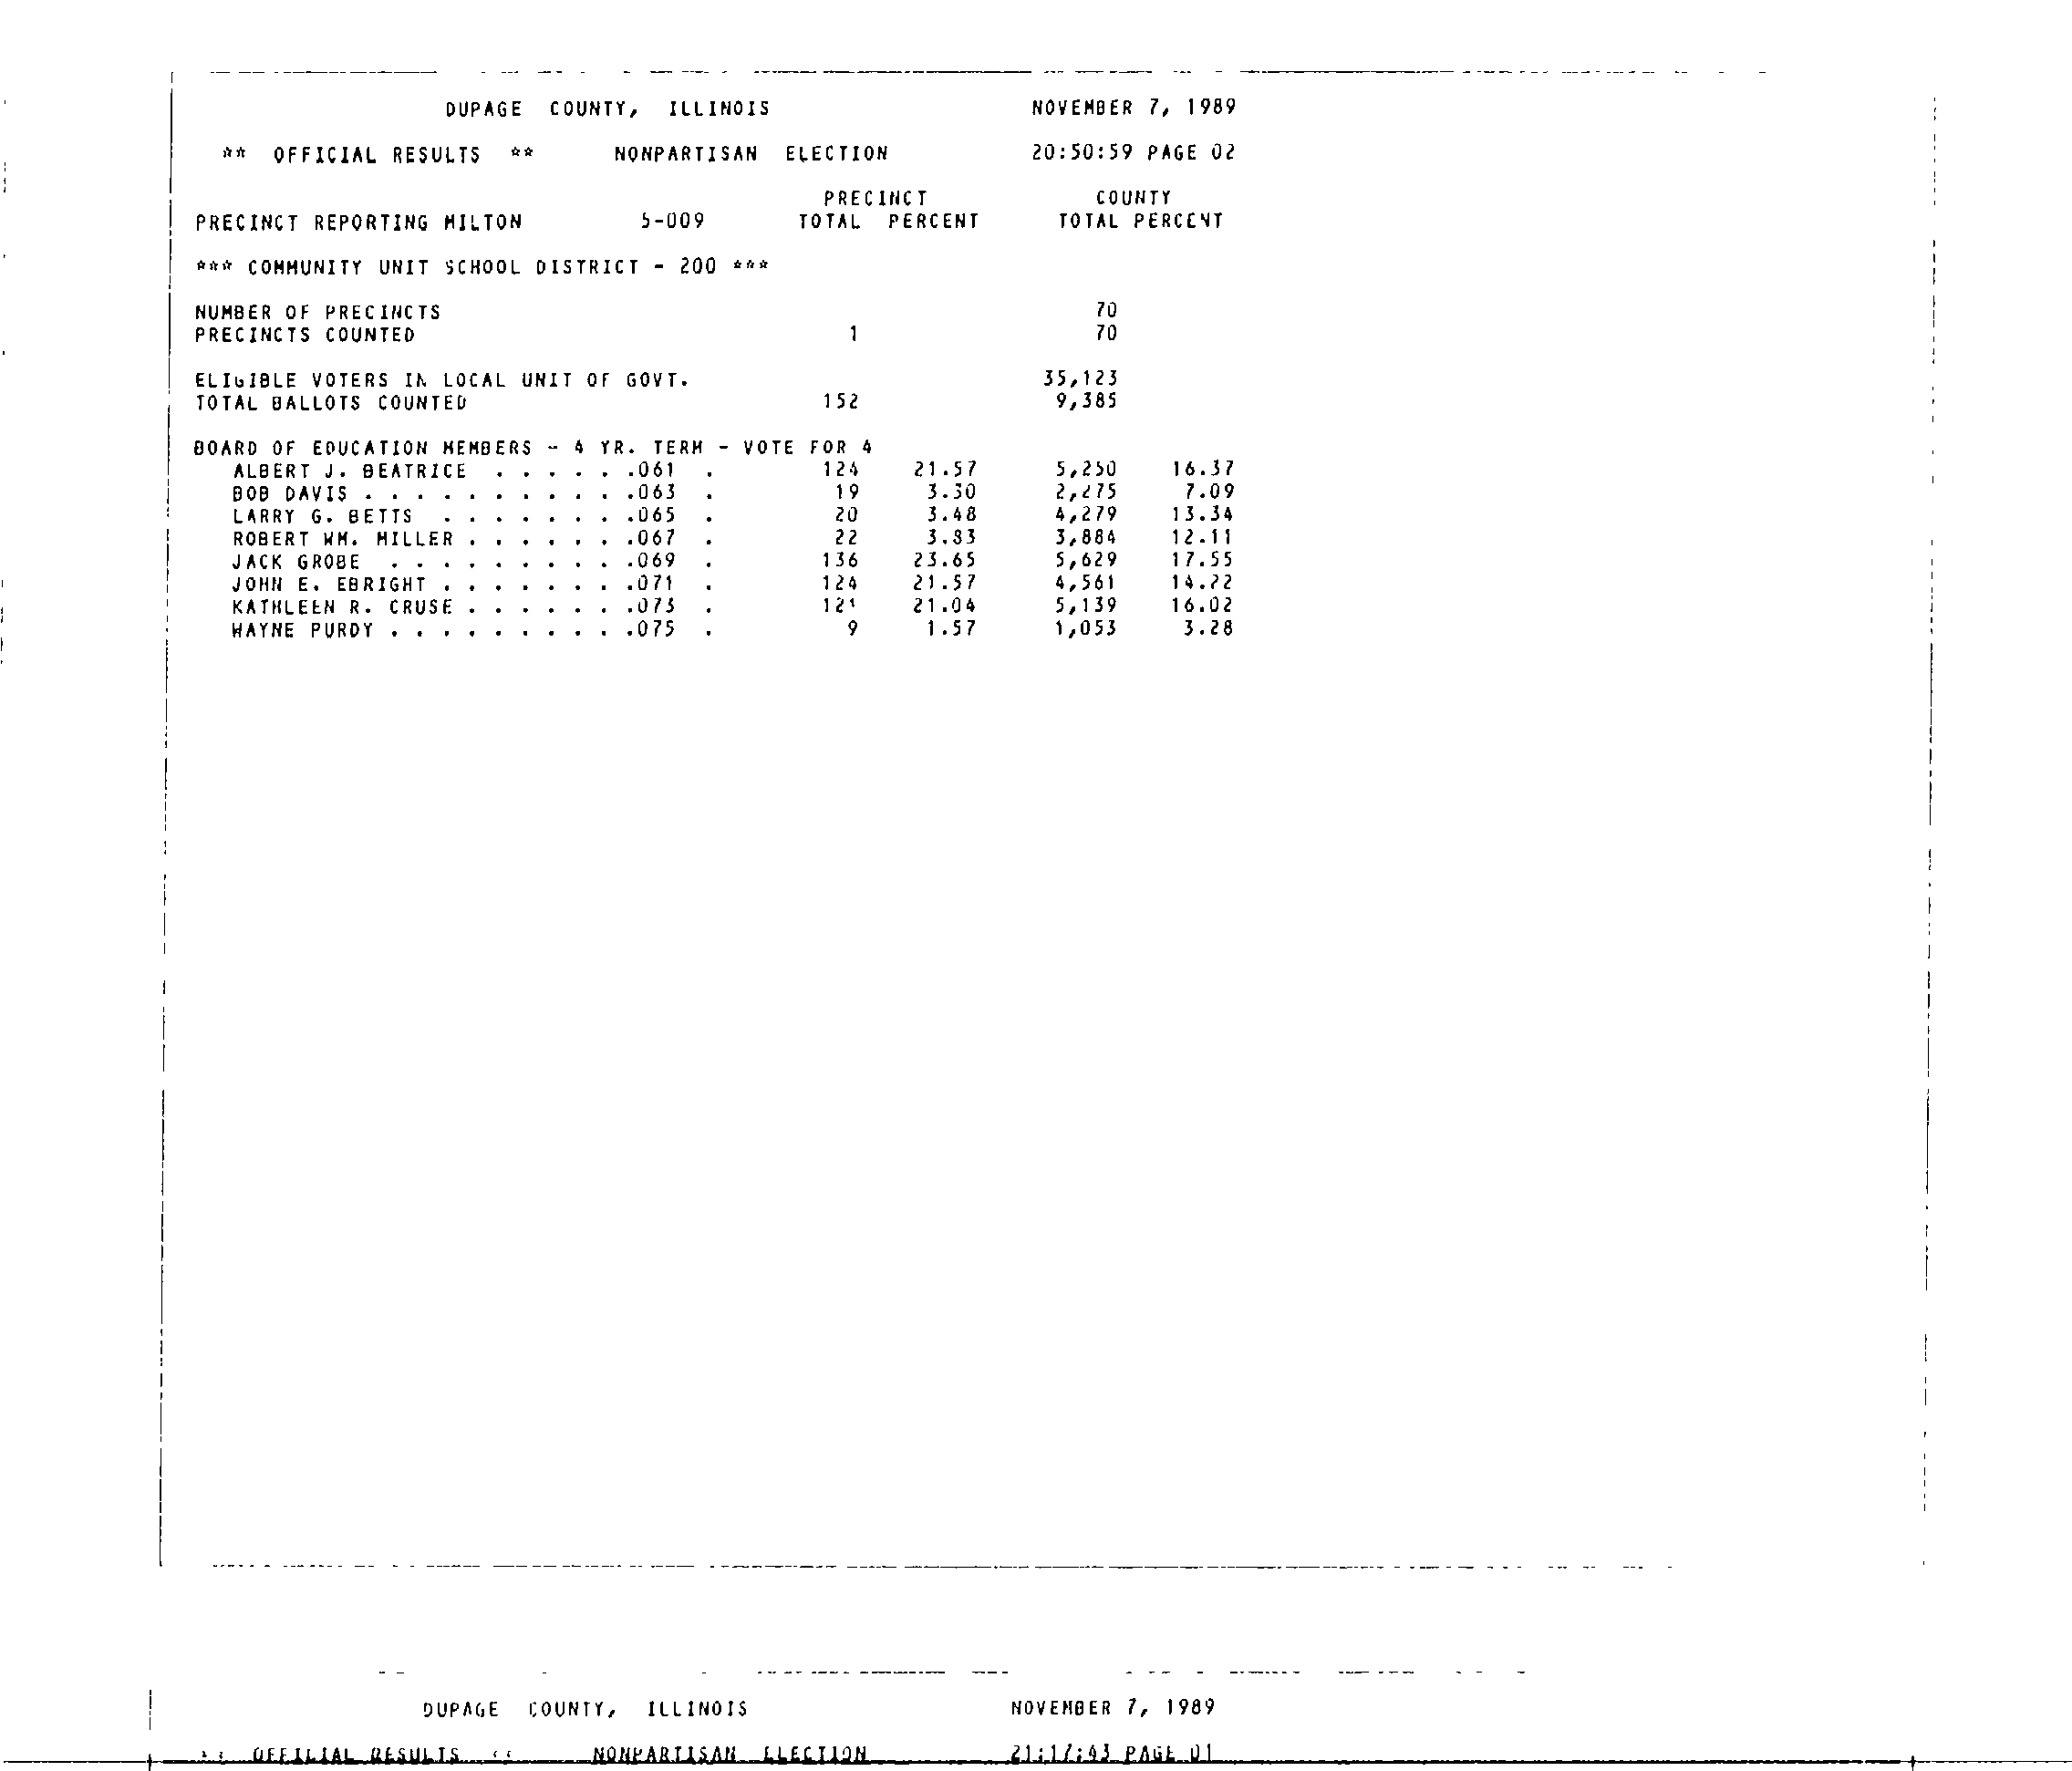 DUPAGE COUNTY, ILLINOIS NOVEMBER 7, 1989
** OFFICIAL RESULTS ** NONPARTISAN ELECTION 20:50:59 PAGE 02
PRECINCT COUNTY
PRECINCT REPORTING MILTON 5-009 TOTAL PERCENT TOTAL PERCENT
*** COMMUNITY UNIT SCHOOL DISTRICT - 200 ***
NUMBER OF PRECINCTS 70
PRECINCTS COUNTED 1 70
ELIGIBLE VOTERS IN LOCAL UNIT OF GOVT. 35,123
TOTAL BALLOTS COUNTED 152 9,385
BOARD OF EDUCATION MEMBERS - 4 YR. TERM - VOTE FOR 4
ALBERT J. BEATRICE . . . . . .061 . 124 21.57 5,250 16.37
BOB DAVIS . . . . . . . . . . .063 . 19 3.30 2,275 7.09
LARRY G. BETTS . . . . . . . .065 . 20 3.48 4,279 13.34
ROBERT WM. MILLER . . . . . . .067 . 22 3.83 3,884 12.11
JACK GROBE . . . . . . . . . .069 . 136 23.65 5,629 17.55
JOHN E. EBRIGHT . . . . . . . .071 . 124 21.57 4,561 14.22
KATHLEEN R. CRUSE . . . . . . .073 . 121 21.04 5,139 16.02
WAYNE PURDY . . . . . . . . . .075 . 9 1.57 1,053 3.28
DUPAGE COUNTY, ILLINOIS NOVEMBER 7, 1989
OFFICIAL RESULTS NONPARTISAN ELECTION 21:17:43 PAGE 01